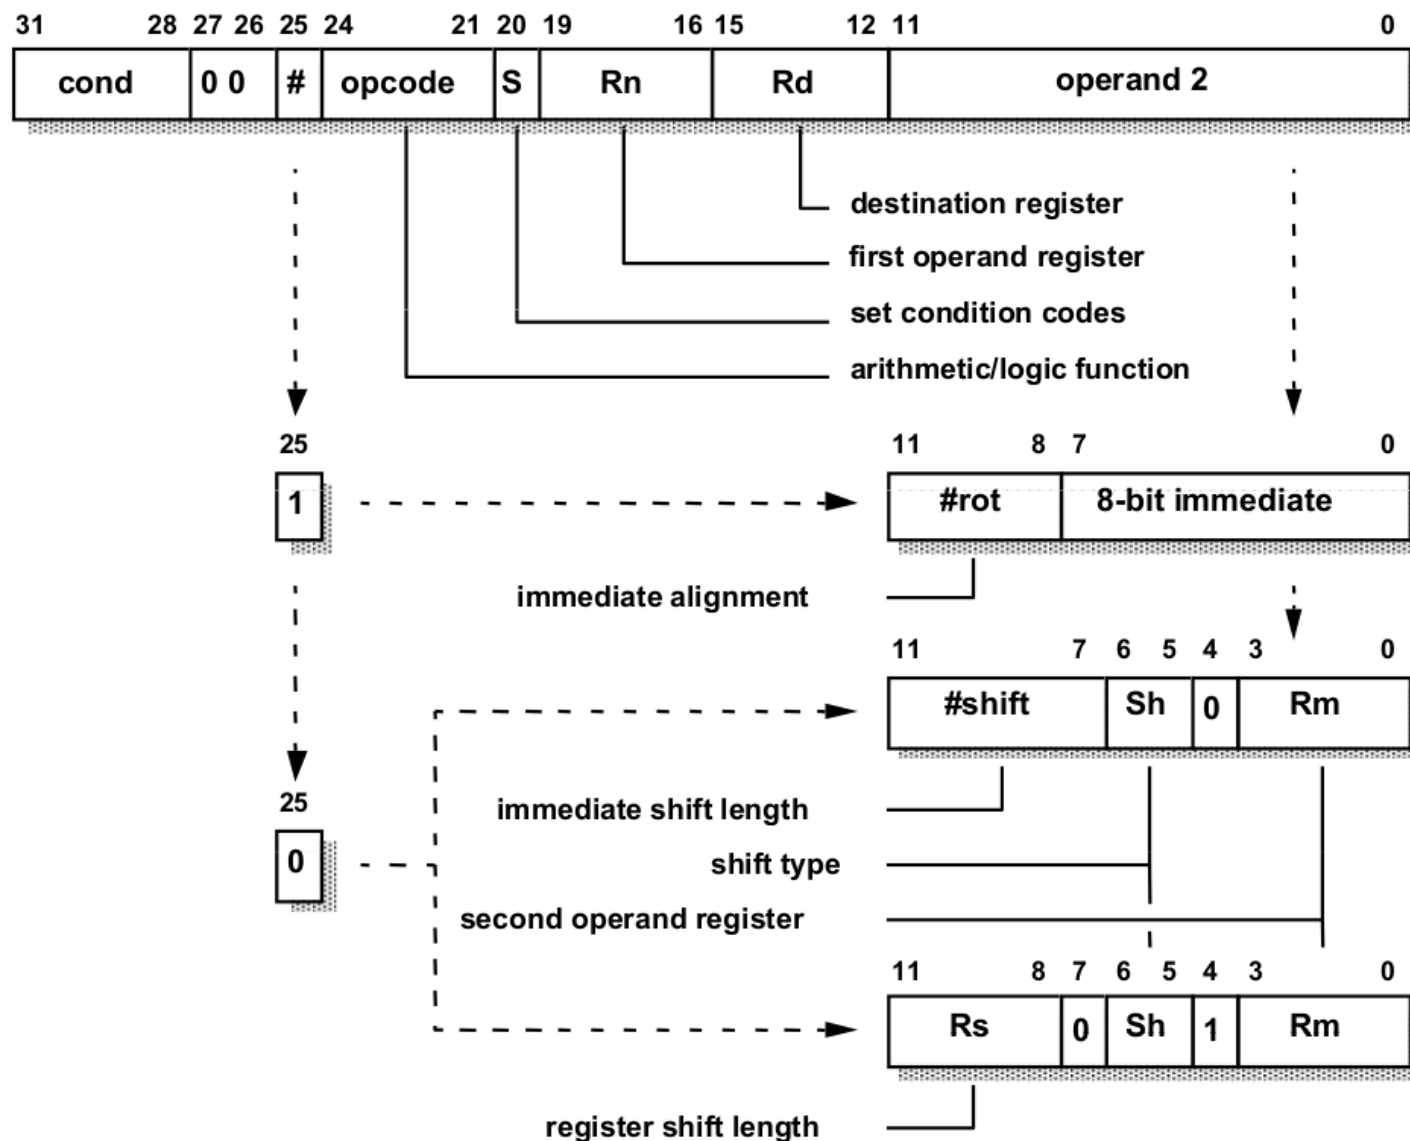 31 28 27 26 25 24 21 20 19 16 15 12 11 0
cond 0 0 # opcode S Rn Rd operand 2
destination register
first operand register
set condition codes
arithmetic/logic function
25 11 8 7 0
1 #rot 8-bit immediate
immediate alignment
11 7 6 5 4 3 0
#shift Sh 0 Rm
25 immediate shift length
0 shift type
second operand register
11 8 7 6 5 4 3 0
Rs 0 Sh 1 Rm
register shift length